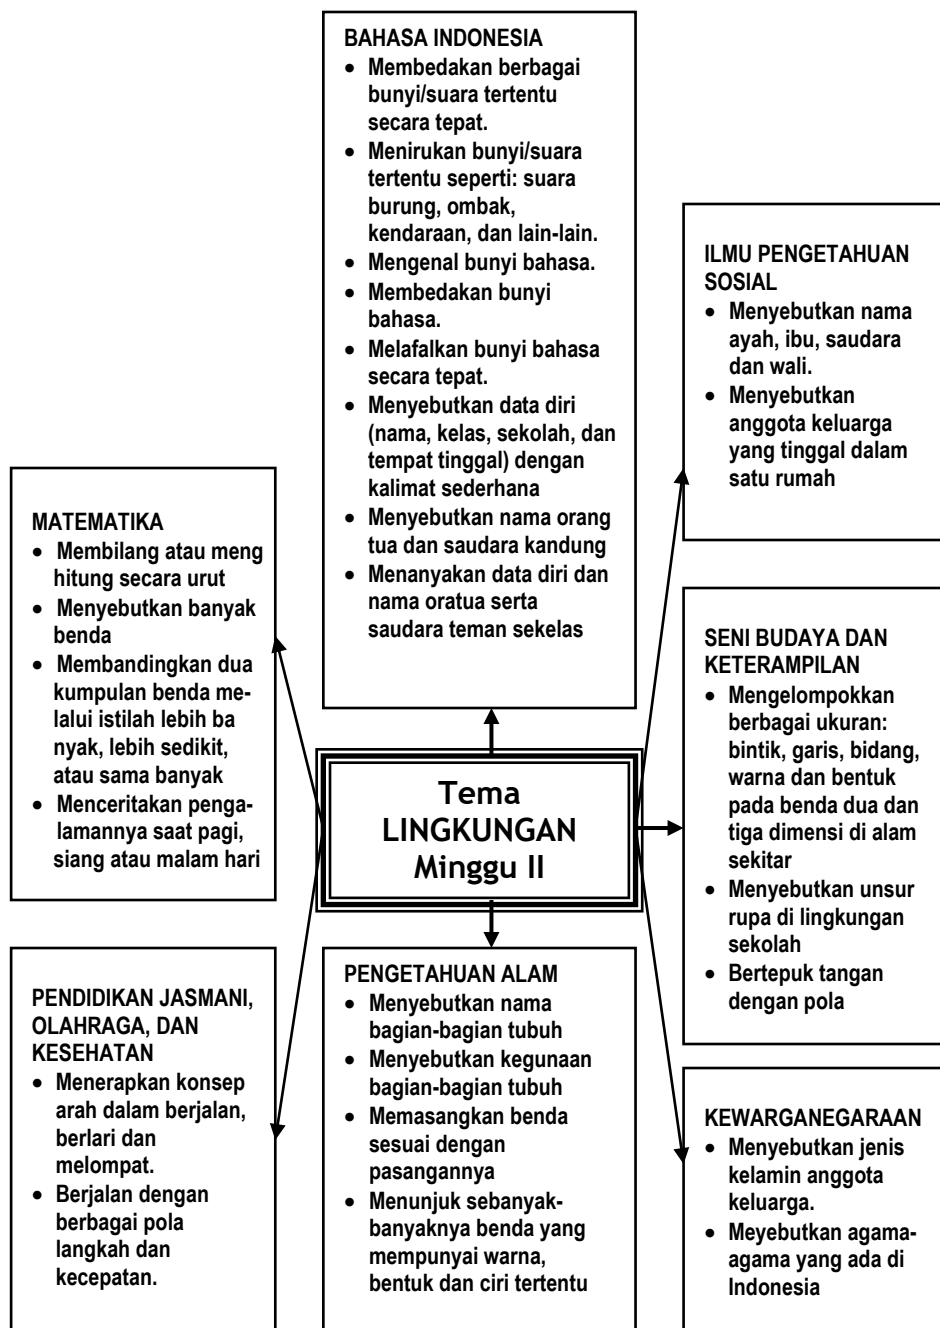 BAHASA INDONESIA
• Membedakan berbagai
bunyi/suara tertentu
secara tepat.
• Menirukan bunyi/suara
tertentu seperti: suara
burung, ombak,
kendaraan, dan lain-lain.
• Mengenal bunyi bahasa.
• Membedakan bunyi
bahasa.
• Melafalkan bunyi bahasa
secara tepat.
• Menyebutkan data diri
(nama, kelas, sekolah, dan
tempat tinggal) dengan
kalimat sederhana
• Menyebutkan nama orang
tua dan saudara kandung
• Menanyakan data diri dan
nama oratua serta
saudara teman sekelas
ILMU PENGETAHUAN
SOSIAL
• Menyebutkan nama
ayah, ibu, saudara
dan wali.
• Menyebutkan
anggota keluarga
yang tinggal dalam
satu rumah
MATEMATIKA
• Membilang atau meng
hitung secara urut
• Menyebutkan banyak
benda
• Membandingkan dua
kumpulan benda me-
lalui istilah lebih ba
nyak, lebih sedikit,
atau sama banyak
• Menceritakan penga-
lamannya saat pagi,
siang atau malam hari
Tema
LINGKUNGAN
Minggu II
SENI BUDAYA DAN
KETERAMPILAN
• Mengelompokkan
berbagai ukuran:
bintik, garis, bidang,
warna dan bentuk
pada benda dua dan
tiga dimensi di alam
sekitar
• Menyebutkan unsur
rupa di lingkungan
sekolah
• Bertepuk tangan
dengan pola
PENDIDIKAN JASMANI,
OLAHRAGA, DAN
KESEHATAN
• Menerapkan konsep
arah dalam berjalan,
berlari dan
melompat.
• Berjalan dengan
berbagai pola
langkah dan
kecepatan.
PENGETAHUAN ALAM
• Menyebutkan nama
bagian-bagian tubuh
• Menyebutkan kegunaan
bagian-bagian tubuh
• Memasangkan benda
sesuai dengan
pasangannya
• Menunjuk sebanyak-
banyaknya benda yang
mempunyai warna,
bentuk dan ciri tertentu
KEWARGANEGARAAN
• Menyebutkan jenis
kelamin anggota
keluarga.
• Meyebutkan agama-
agama yang ada di
Indonesia